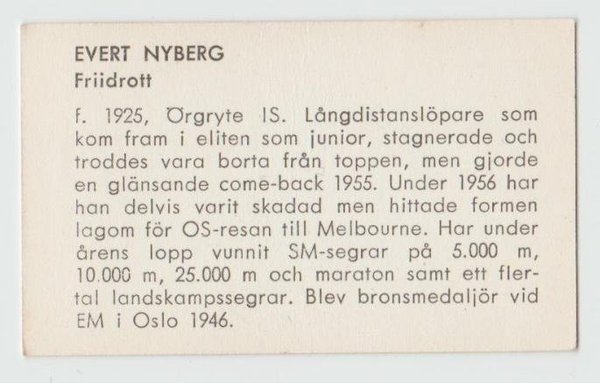 EVERT NYBERG
Friidrott
f. 1925, Örgryte IS. Långdistanslöpare som
kom fram i eliten som junior, stagnerade och
troddes vara borta från toppen, men gjorde
en glänsande come-back 1955. Under 1956 har
han delvis varit skadad men hittade formen
lagom för OS-resan till Melbourne. Har under
årens lopp vunnit SM-segrar på 5.000 m,
10.000 m, 25.000 m och maraton samt ett fler-
tal landskampssegrar. Blev bronsmedaljör vid
EM i Oslo 1946.